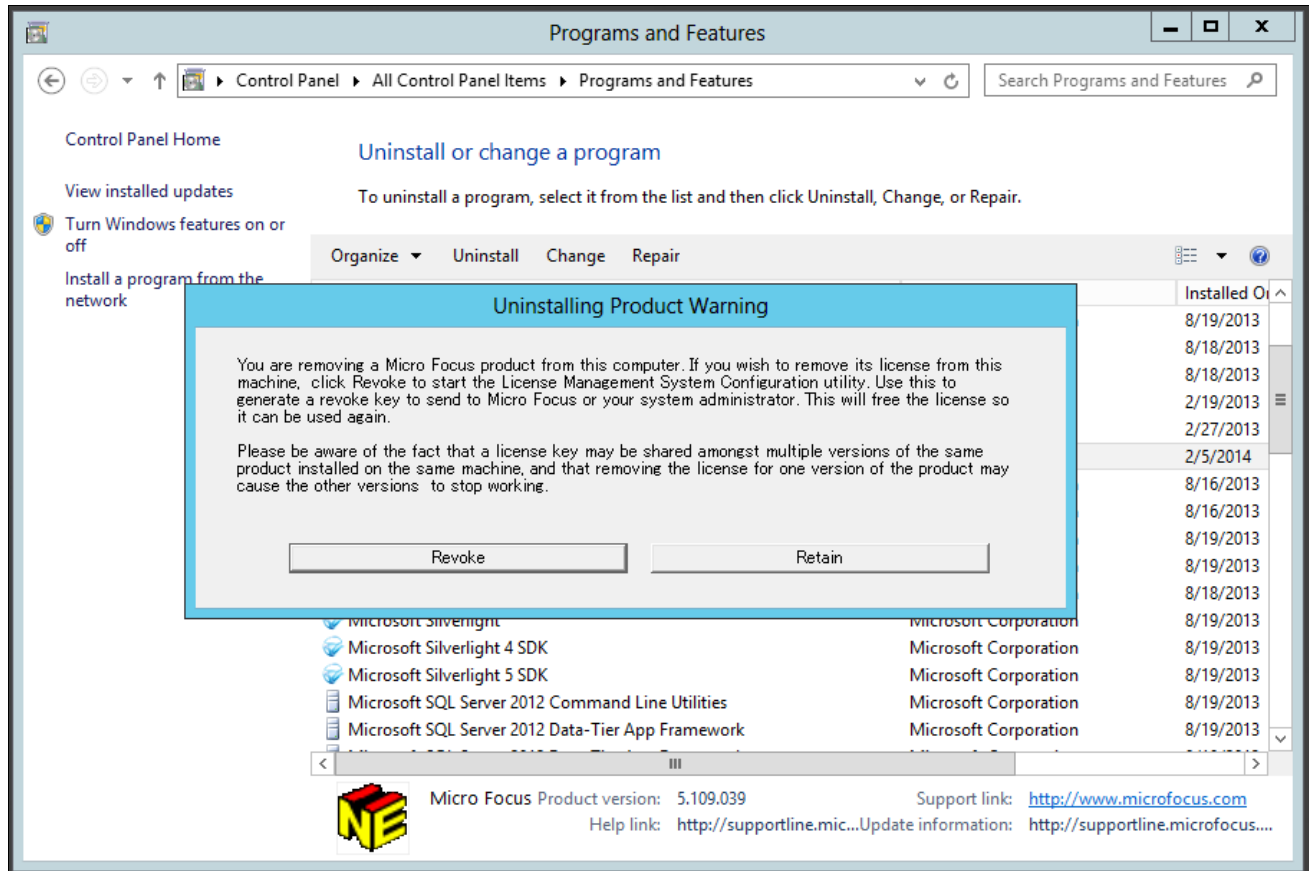 Programs and Features
Control Panel All Control Panel Items Programs and Features
Search Programs and Features
Control Panel Home
View installed updates
Turn Windows features on or
off
Install a program from the
network
Uninstall or change a program
To uninstall a program, select it from the list and then click Uninstall, Change, or Repair.
Organize Uninstall Change Repair
Installed On
8/19/2013
8/18/2013
8/18/2013
2/19/2013
2/27/2013
2/5/2014
8/16/2013
8/16/2013
8/19/2013
8/19/2013
8/18/2013
Uninstalling Product Warning
You are removing a Micro Focus product from this computer. If you wish to remove its license from this
machine, click Revoke to start the License Management System Configuration utility. Use this to
generate a revoke key to send to Micro Focus or your system administrator. This will free the license so
it can be used again.
Please be aware of the fact that a license key may be shared amongst multiple versions of the same
product installed on the same machine, and that removing the license for one version of the product may
cause the other versions to stop working.
Revoke Retain
Microsoft Silverlight Microsoft Corporation 8/19/2013
Microsoft Silverlight 4 SDK Microsoft Corporation 8/19/2013
Microsoft Silverlight 5 SDK Microsoft Corporation 8/19/2013
Microsoft SQL Server 2012 Command Line Utilities Microsoft Corporation 8/19/2013
Microsoft SQL Server 2012 Data-Tier App Framework Microsoft Corporation 8/19/2013
NE
Micro Focus Product version: 5.109.039 Support link: http://www.microfocus.com
Help link: http://supportline.mic... Update information: http://supportline.microfocus....